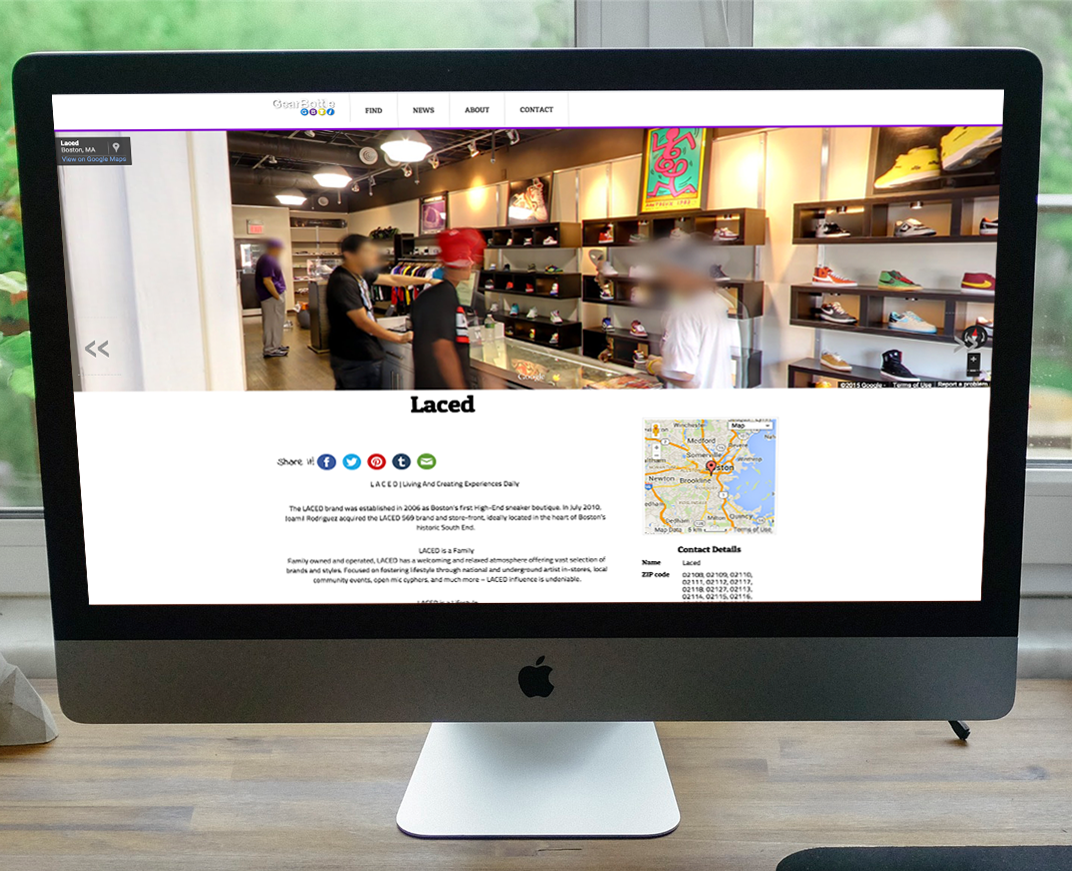 FIND
NEWS
ABOUT
CONTACT
Laced
Boston, MA
View on Google Maps
Google
©2015 Google - Terms of Use Report a problem
Laced
Share it!
L A C E D | Living And Creating Experiences Daily
The LACED brand was established in 2006 as Boston's first High-End sneaker boutique. In July 2010,
Joamil Rodriguez acquired the LACED 569 brand and store-front, ideally located in the heart of Boston's
historic South End.
LACED is a Family
Family owned and operated, LACED has a welcoming and relaxed atmosphere offering vast selection of
brands and styles. Focused on fostering lifestyle through national and underground artist in-stores, local
community events, open mic cyphers, and much more – LACED influence is undeniable.
Map
Winchester
Medford
Revere
Somerville
Winthrop
Newton
Brookline
Milton
Quincy
Dedham
Map Data
5 km
Terms of Use
Contact Details
Name Laced
ZIP code 02108, 02109, 02110,
02111, 02112, 02117,
02118, 02127, 02113,
02114, 02115, 02116,